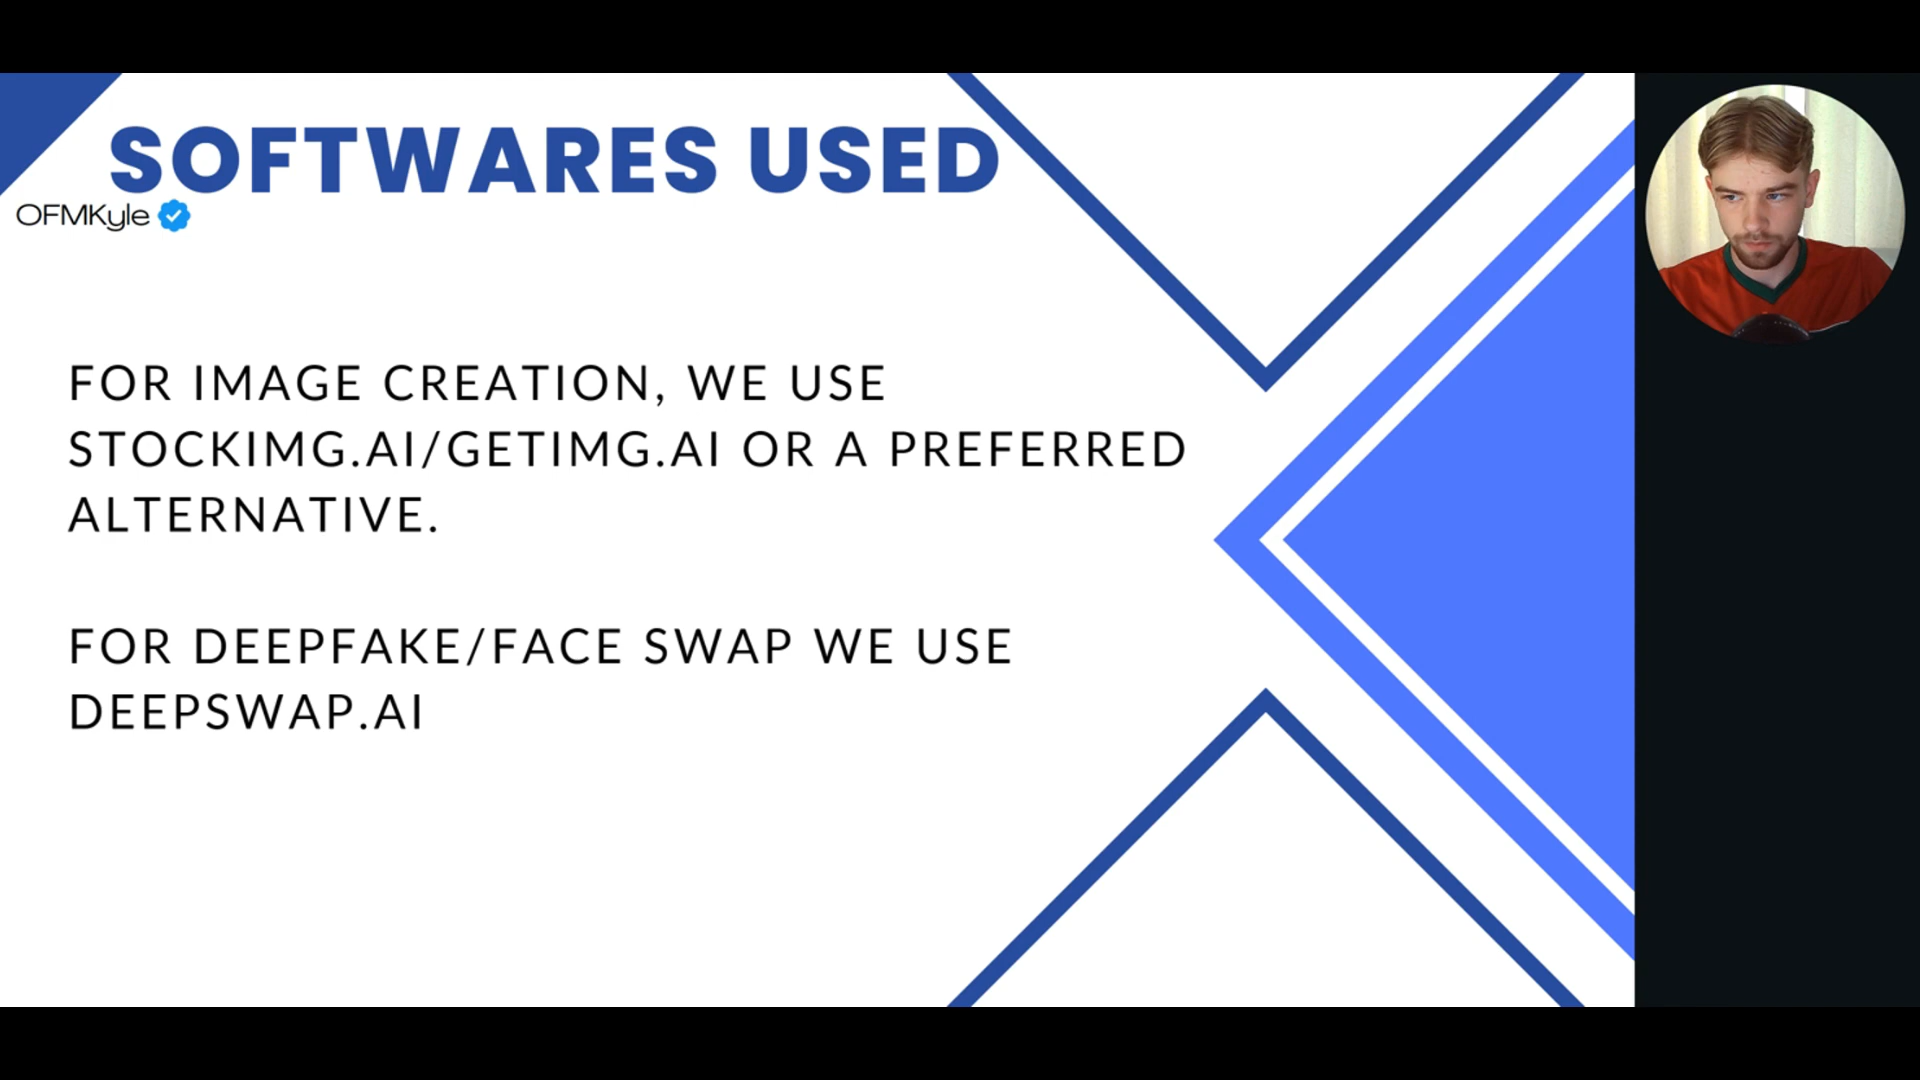 SOFTWARES USED
OFMKyle
FOR IMAGE CREATION, WE USE
STOCKIMG.AI/GETIMG.AI OR A PREFERRED
ALTERNATIVE.
FOR DEEPFAKE/FACE SWAP WE USE
DEEPSWAP.AI